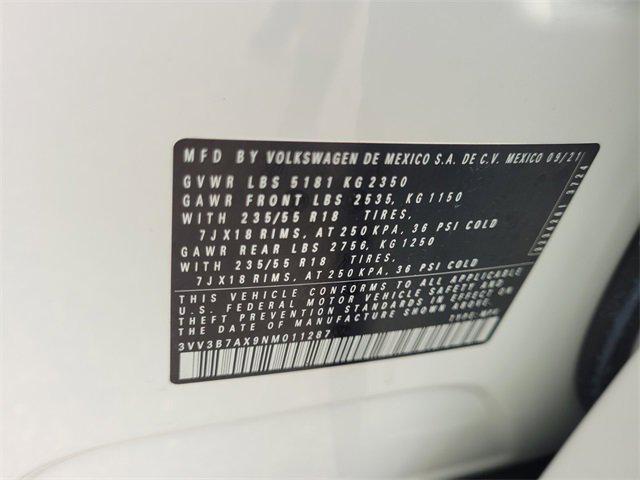 MFD BY VOLKSWAGEN DE MEXICO S.A. DE C.V. MEXICO 09/21
GVWR LBS 5181 KG 2350
GAWR FRONT LBS 2535, KG 1150
WITH 235/55 R18 TIRES,
7JX18 RIMS, AT 250 KPA, 36 PSI COLD
GAWR REAR LBS 2756, KG 1250
WITH 235/55 R18 TIRES,
7JX18 RIMS, AT 250 KPA, 36 PSI COLD
THIS VEHICLE CONFORMS TO ALL APPLICABLE
U.S. FEDERAL MOTOR VEHICLE SAFETY AND
THEFT PREVENTION STANDARDS IN EFFECT ON
THE DATE OF MANUFACTURE SHOWN ABOVE.
3VV3B7AX9NM011287